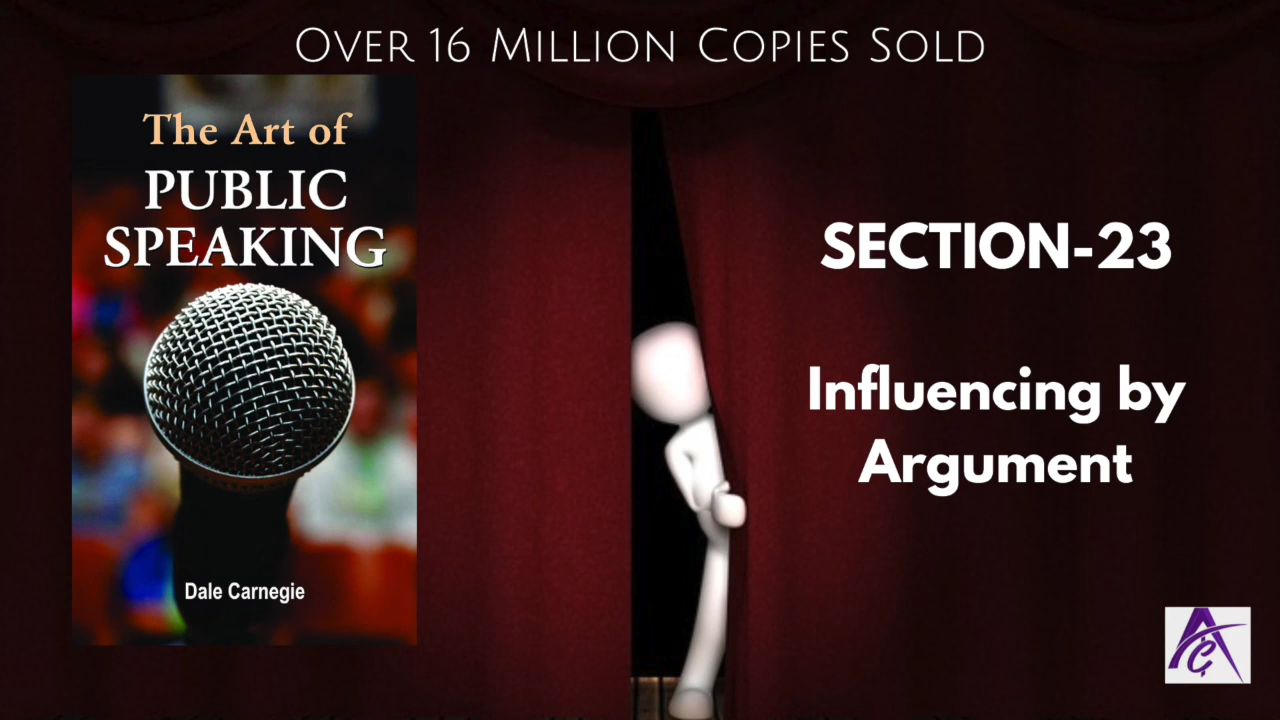 Over 16 Million Copies Sold
The Art of
PUBLIC
SPEAKING
Dale Carnegie
SECTION-23
Influencing by
Argument